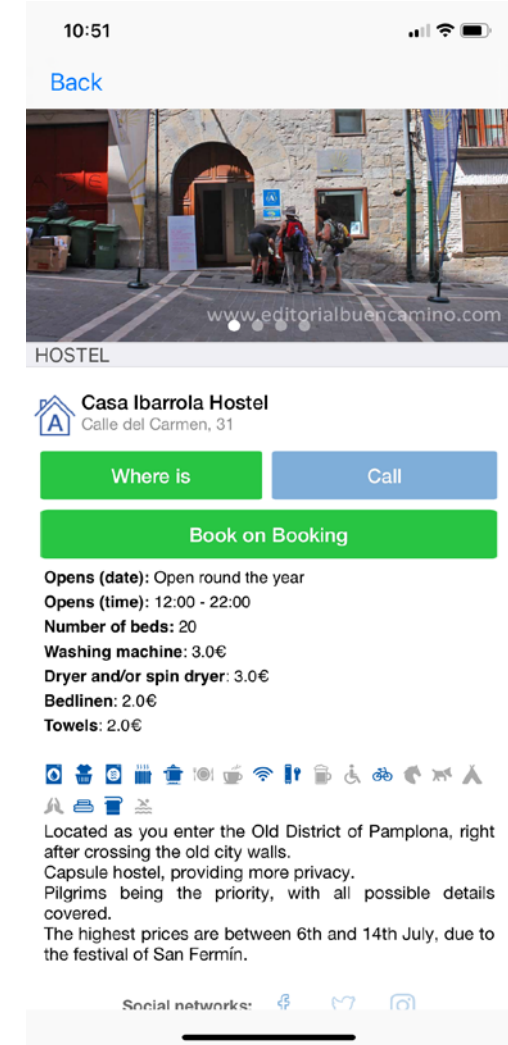 10:51
Back
www.editorialbuencamino.com
HOSTEL
A
Casa Ibarrola Hostel
Calle del Carmen, 31
Where is
Call
Book on Booking
Opens (date): Open round the year
Opens (time): 12:00 - 22:00
Number of beds: 20
Washing machine: 3.0€
Dryer and/or spin dryer: 3.0€
Bedlinen: 2.0€
Towels: 2.0€
Located as you enter the Old District of Pamplona, right
after crossing the old city walls.
Capsule hostel, providing more privacy.
Pilgrims being the priority, with all possible details
covered.
The highest prices are between 6th and 14th July, due to
the festival of San Fermín.
Social networks: